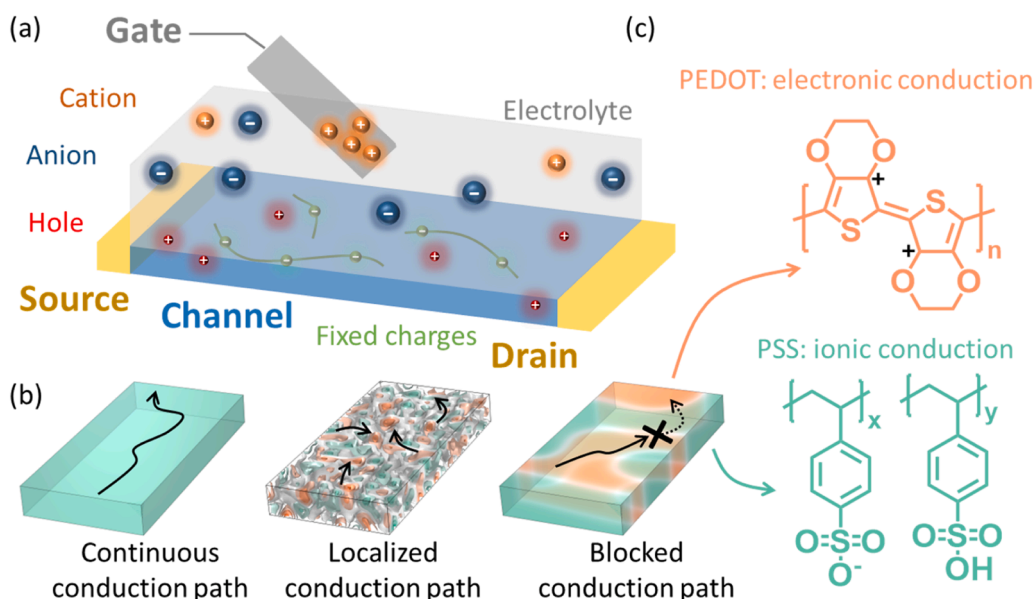 (a)
Gate
Cation
Anion
Hole
Electrolyte
Source
Channel
Fixed charges
Drain
(b)
Continuous
conduction path
Localized
conduction path
Blocked
conduction path
(c)
PEDOT: electronic conduction
O O
+
S
S
+
n
O O
PSS: ionic conduction
x y
O=S=O O=S=O
O- OH